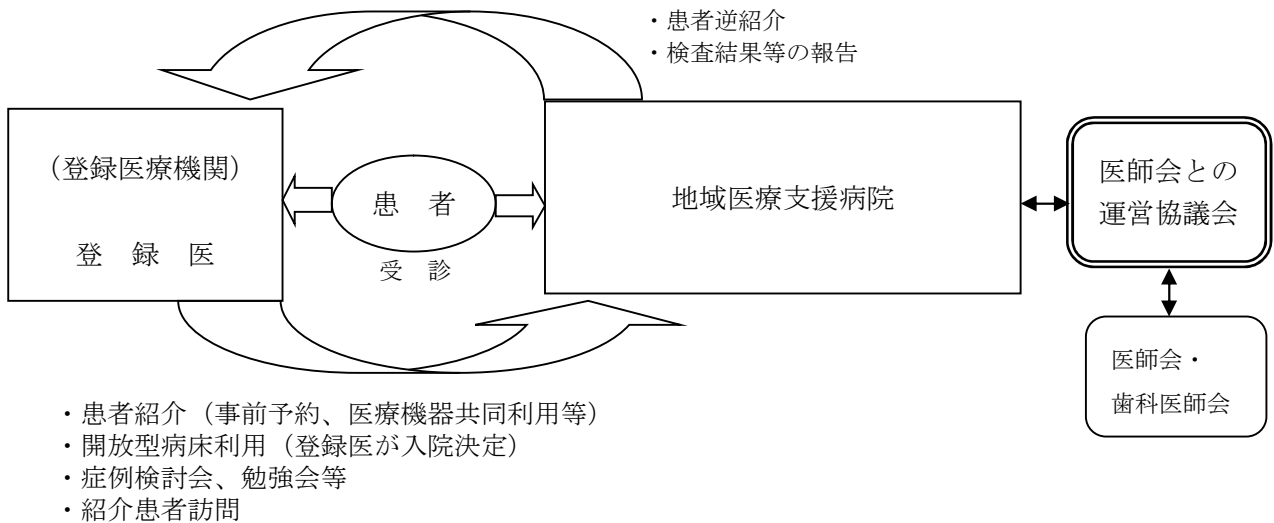 ・患者逆紹介
・検査結果等の報告
（登録医療機関）
登　録　医
患　者
受　診
地域医療支援病院
医師会との
運営協議会
医師会・
歯科医師会
・患者紹介（事前予約、医療機器共同利用等）
・開放型病床利用（登録医が入院決定）
・症例検討会、勉強会等
・紹介患者訪問